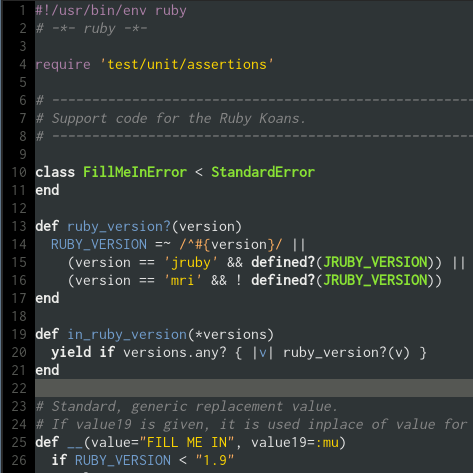 1 #!/usr/bin/env ruby
2 # -*- ruby -*-
3
4 require 'test/unit/assertions'
5
6 # --------------------------------------------------
7 # Support code for the Ruby Koans.
8 # --------------------------------------------------
9
10 class FillMeInError < StandardError
11 end
12
13 def ruby_version?(version)
14   RUBY_VERSION =~ /^#{version}/ ||
15     (version == 'jruby' && defined?(JRUBY_VERSION)) ||
16     (version == 'mri' && ! defined?(JRUBY_VERSION))
17 end
18
19 def in_ruby_version(*versions)
20   yield if versions.any? { |v| ruby_version?(v) }
21 end
22
23 # Standard, generic replacement value.
24 # If value19 is given, it is used inplace of value for
25 def __(value="FILL ME IN", value19=:mu)
26   if RUBY_VERSION < "1.9"